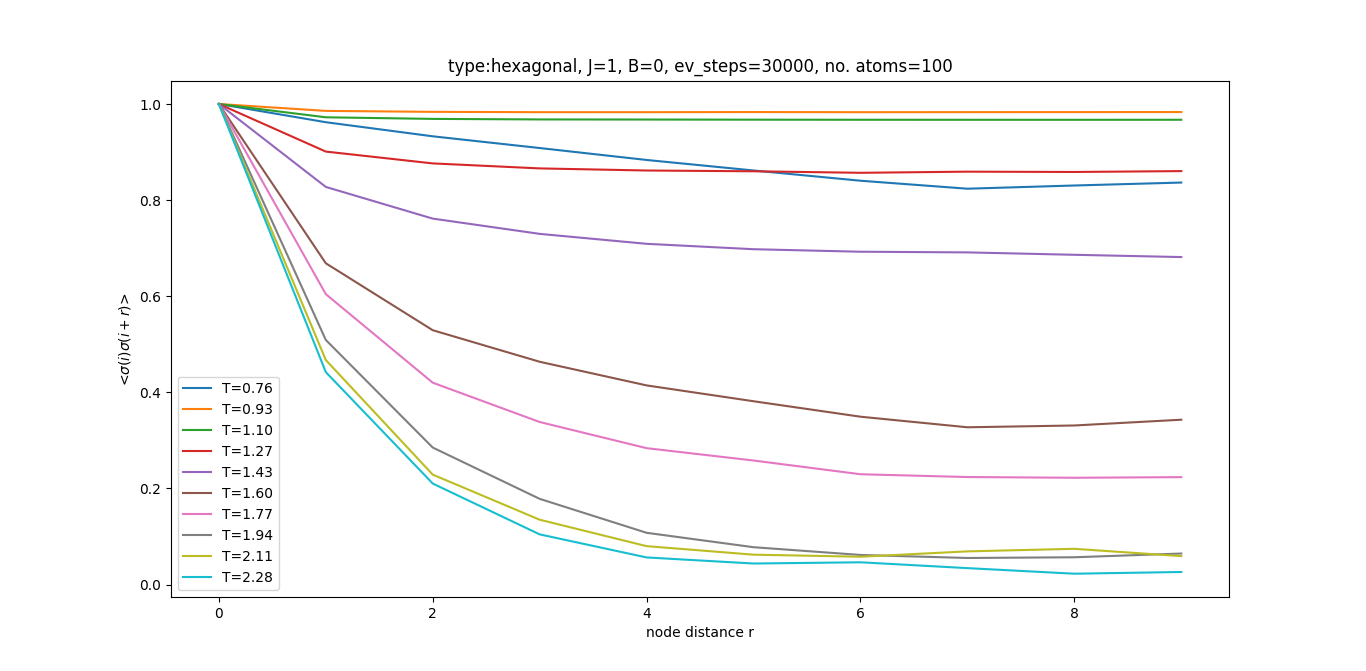 type:hexagonal, J=1, B=0, ev_steps=30000, no. atoms=100
1.0
0.8
0.6
0.4
0.2
0.0
<σ(i)σ(i + r)>
T=0.76
T=0.93
T=1.10
T=1.27
T=1.43
T=1.60
T=1.77
T=1.94
T=2.11
T=2.28
0 2 4 6 8
node distance r